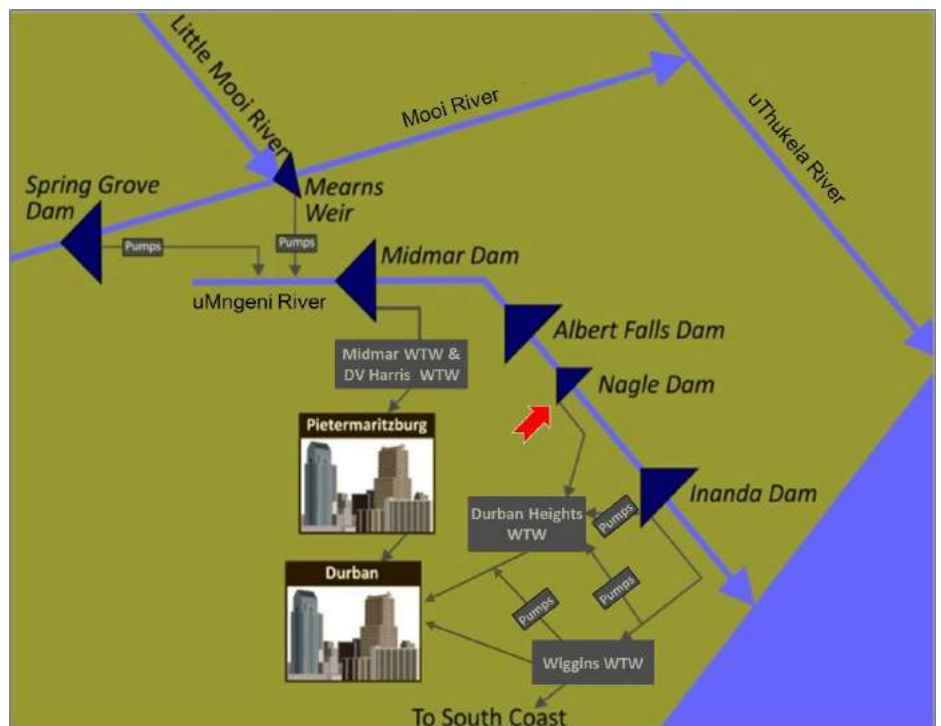 Little Mooi River
Mooi River
uThukela River
Spring Grove
Dam
Mearns
Weir
Pumps
Pumps
Midmar Dam
uMngeni River
Albert Falls Dam
Midmar WTW &
DV Harris WTW
Nagle Dam
Pietermaritzburg
Inanda Dam
Durban Heights
WTW
Pumps
Durban
Pumps
Pumps
Wiggins WTW
To South Coast